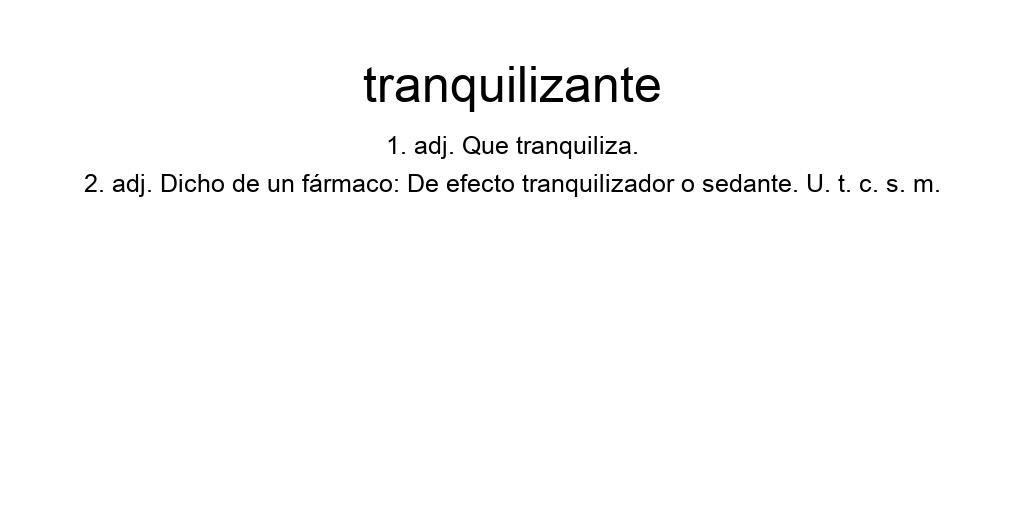 tranquilizante
1. adj. Que tranquiliza.
2. adj. Dicho de un fármaco: De efecto tranquilizador o sedante. U. t. c. s. m.